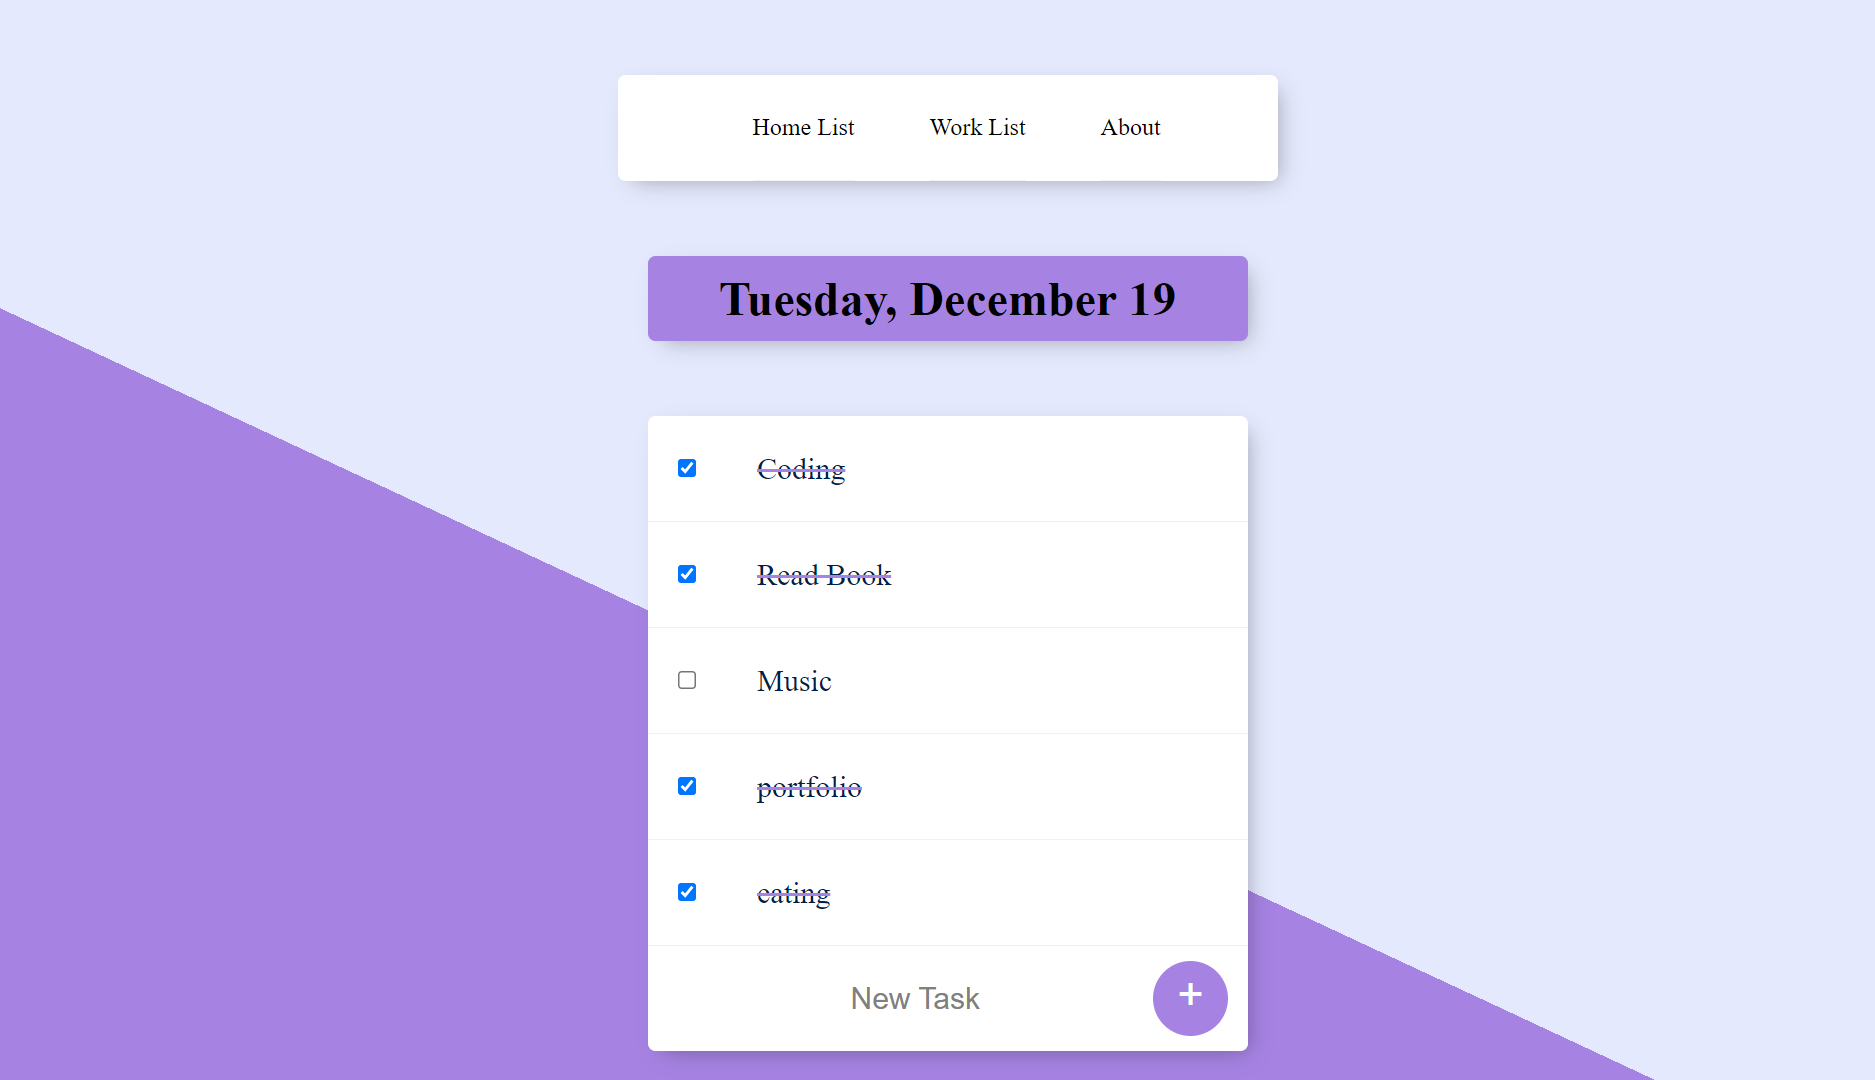 Home List Work List About
Tuesday, December 19
Coding
Read Book
Music
portfolio
eating
New Task +